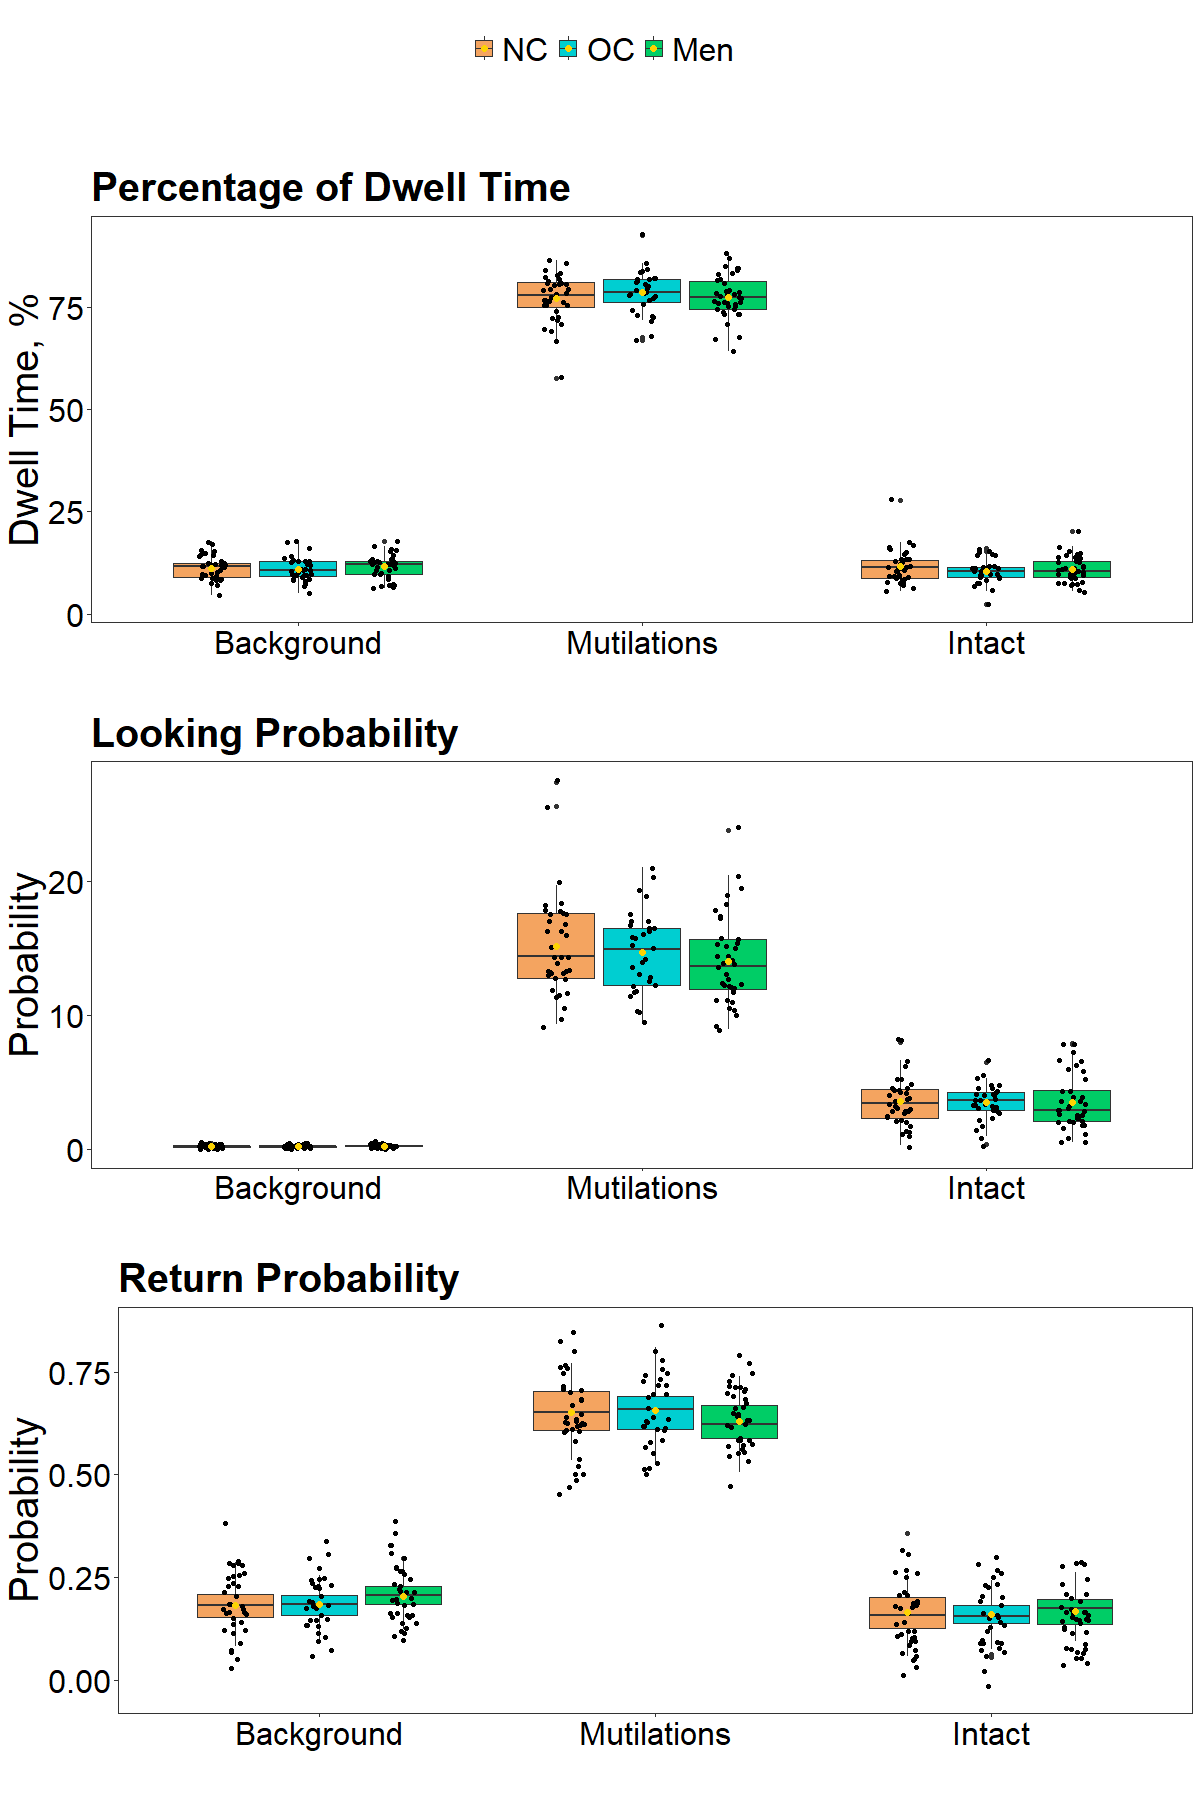 NC OC Men
Percentage of Dwell Time
Dwell Time, %
75
50
25
0
Background Mutilations Intact
Looking Probability
Probability
20
10
0
Background Mutilations Intact
Return Probability
Probability
0.75
0.50
0.25
0.00
Background Mutilations Intact